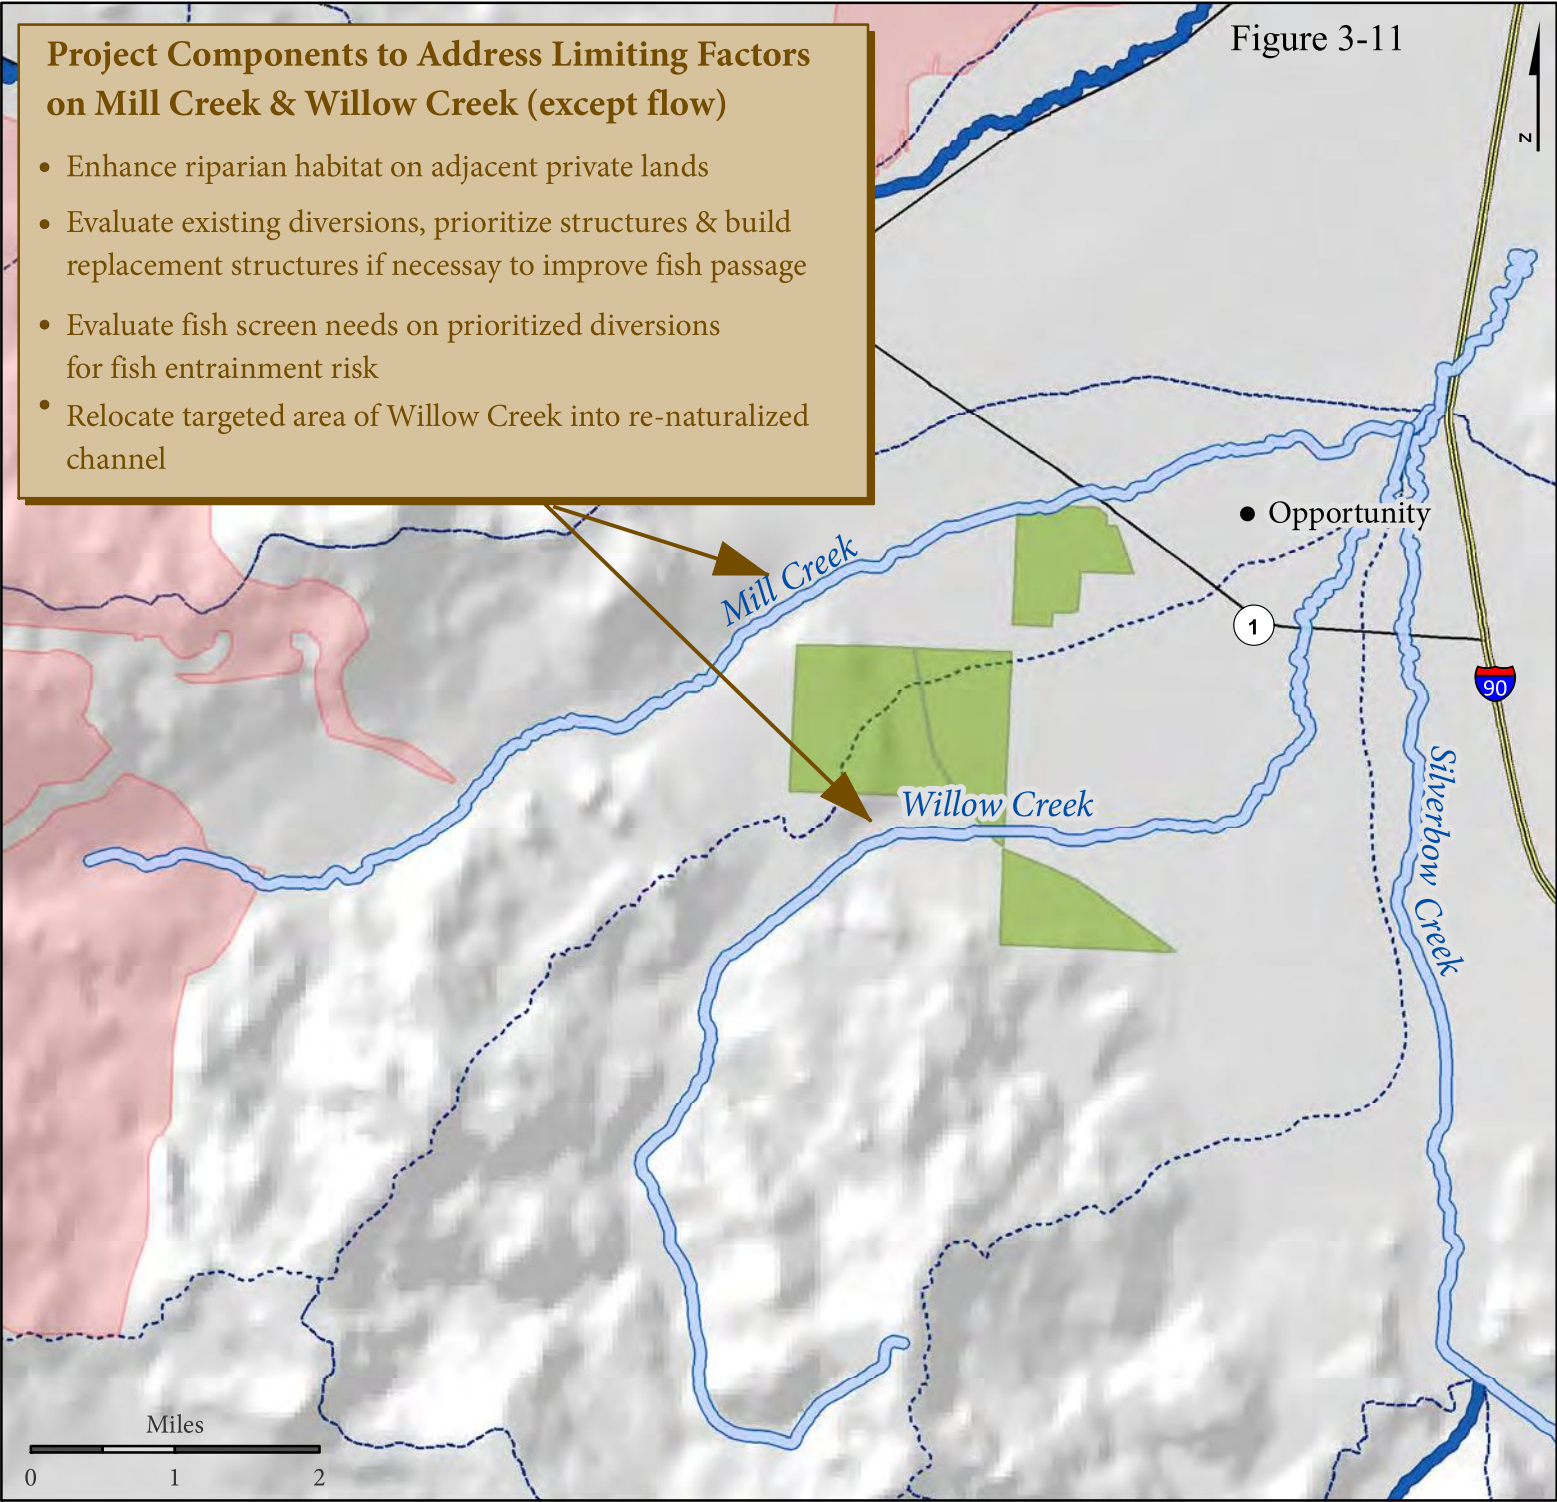 Project Components to Address Limiting Factors
on Mill Creek & Willow Creek (except flow)
• Enhance riparian habitat on adjacent private lands
• Evaluate existing diversions, prioritize structures & build
replacement structures if necessay to improve fish passage
• Evaluate fish screen needs on prioritized diversions
for fish entrainment risk
• Relocate targeted area of Willow Creek into re-naturalized
channel
Figure 3-11
N
Opportunity
Mill Creek
1
90
Willow Creek
Silverbow Creek
Miles
0 1 2